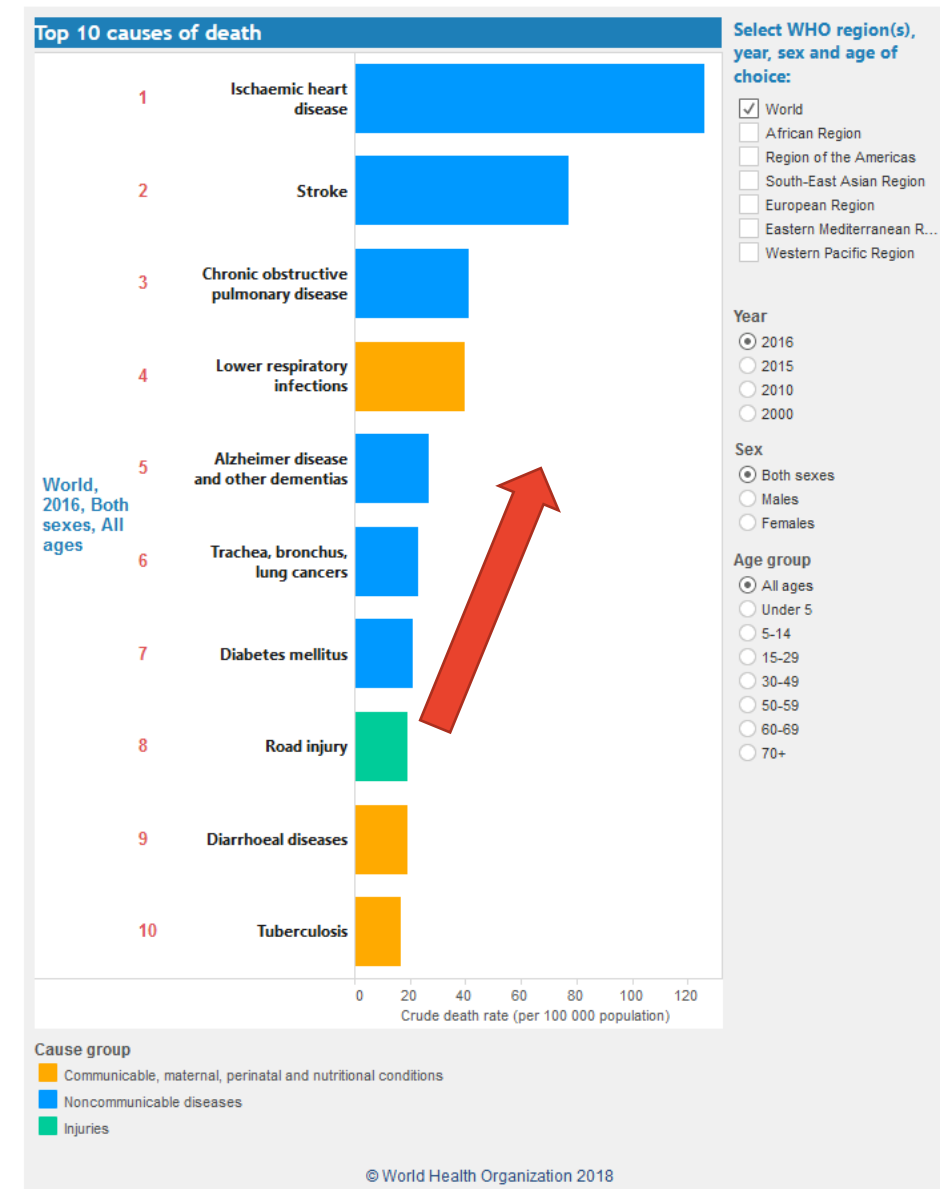 Top 10 causes of death
1
Ischaemic heart
disease
2
Stroke
3
Chronic obstructive
pulmonary disease
4
Lower respiratory
infections
5
Alzheimer disease
and other dementias
World,
2016, Both
sexes, All
ages
6
Trachea, bronchus,
lung cancers
7
Diabetes mellitus
8
Road injury
9
Diarrhoeal diseases
10
Tuberculosis
0 20 40 60 80 100 120
Crude death rate (per 100 000 population)
Select WHO region(s),
year, sex and age of
choice:
World
African Region
Region of the Americas
South-East Asian Region
European Region
Eastern Mediterranean R...
Western Pacific Region
Year
2016
2015
2010
2000
Sex
Both sexes
Males
Females
Age group
All ages
Under 5
5-14
15-29
30-49
50-59
60-69
70+
Cause group
Communicable, maternal, perinatal and nutritional conditions
Noncommunicable diseases
Injuries
© World Health Organization 2018